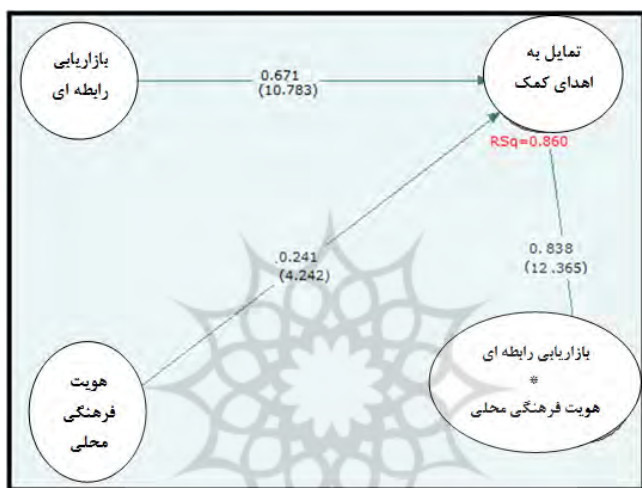 بازاریابی
رابطه ای
تمایل به
اهدای کمک
0.671
(10.783)
RSq=0.860
0.241
(4.242)
0.838
(12.365)
هویت
فرهنگی
محلی
بازاریابی رابطه ای
*
هویت فرهنگی محلی